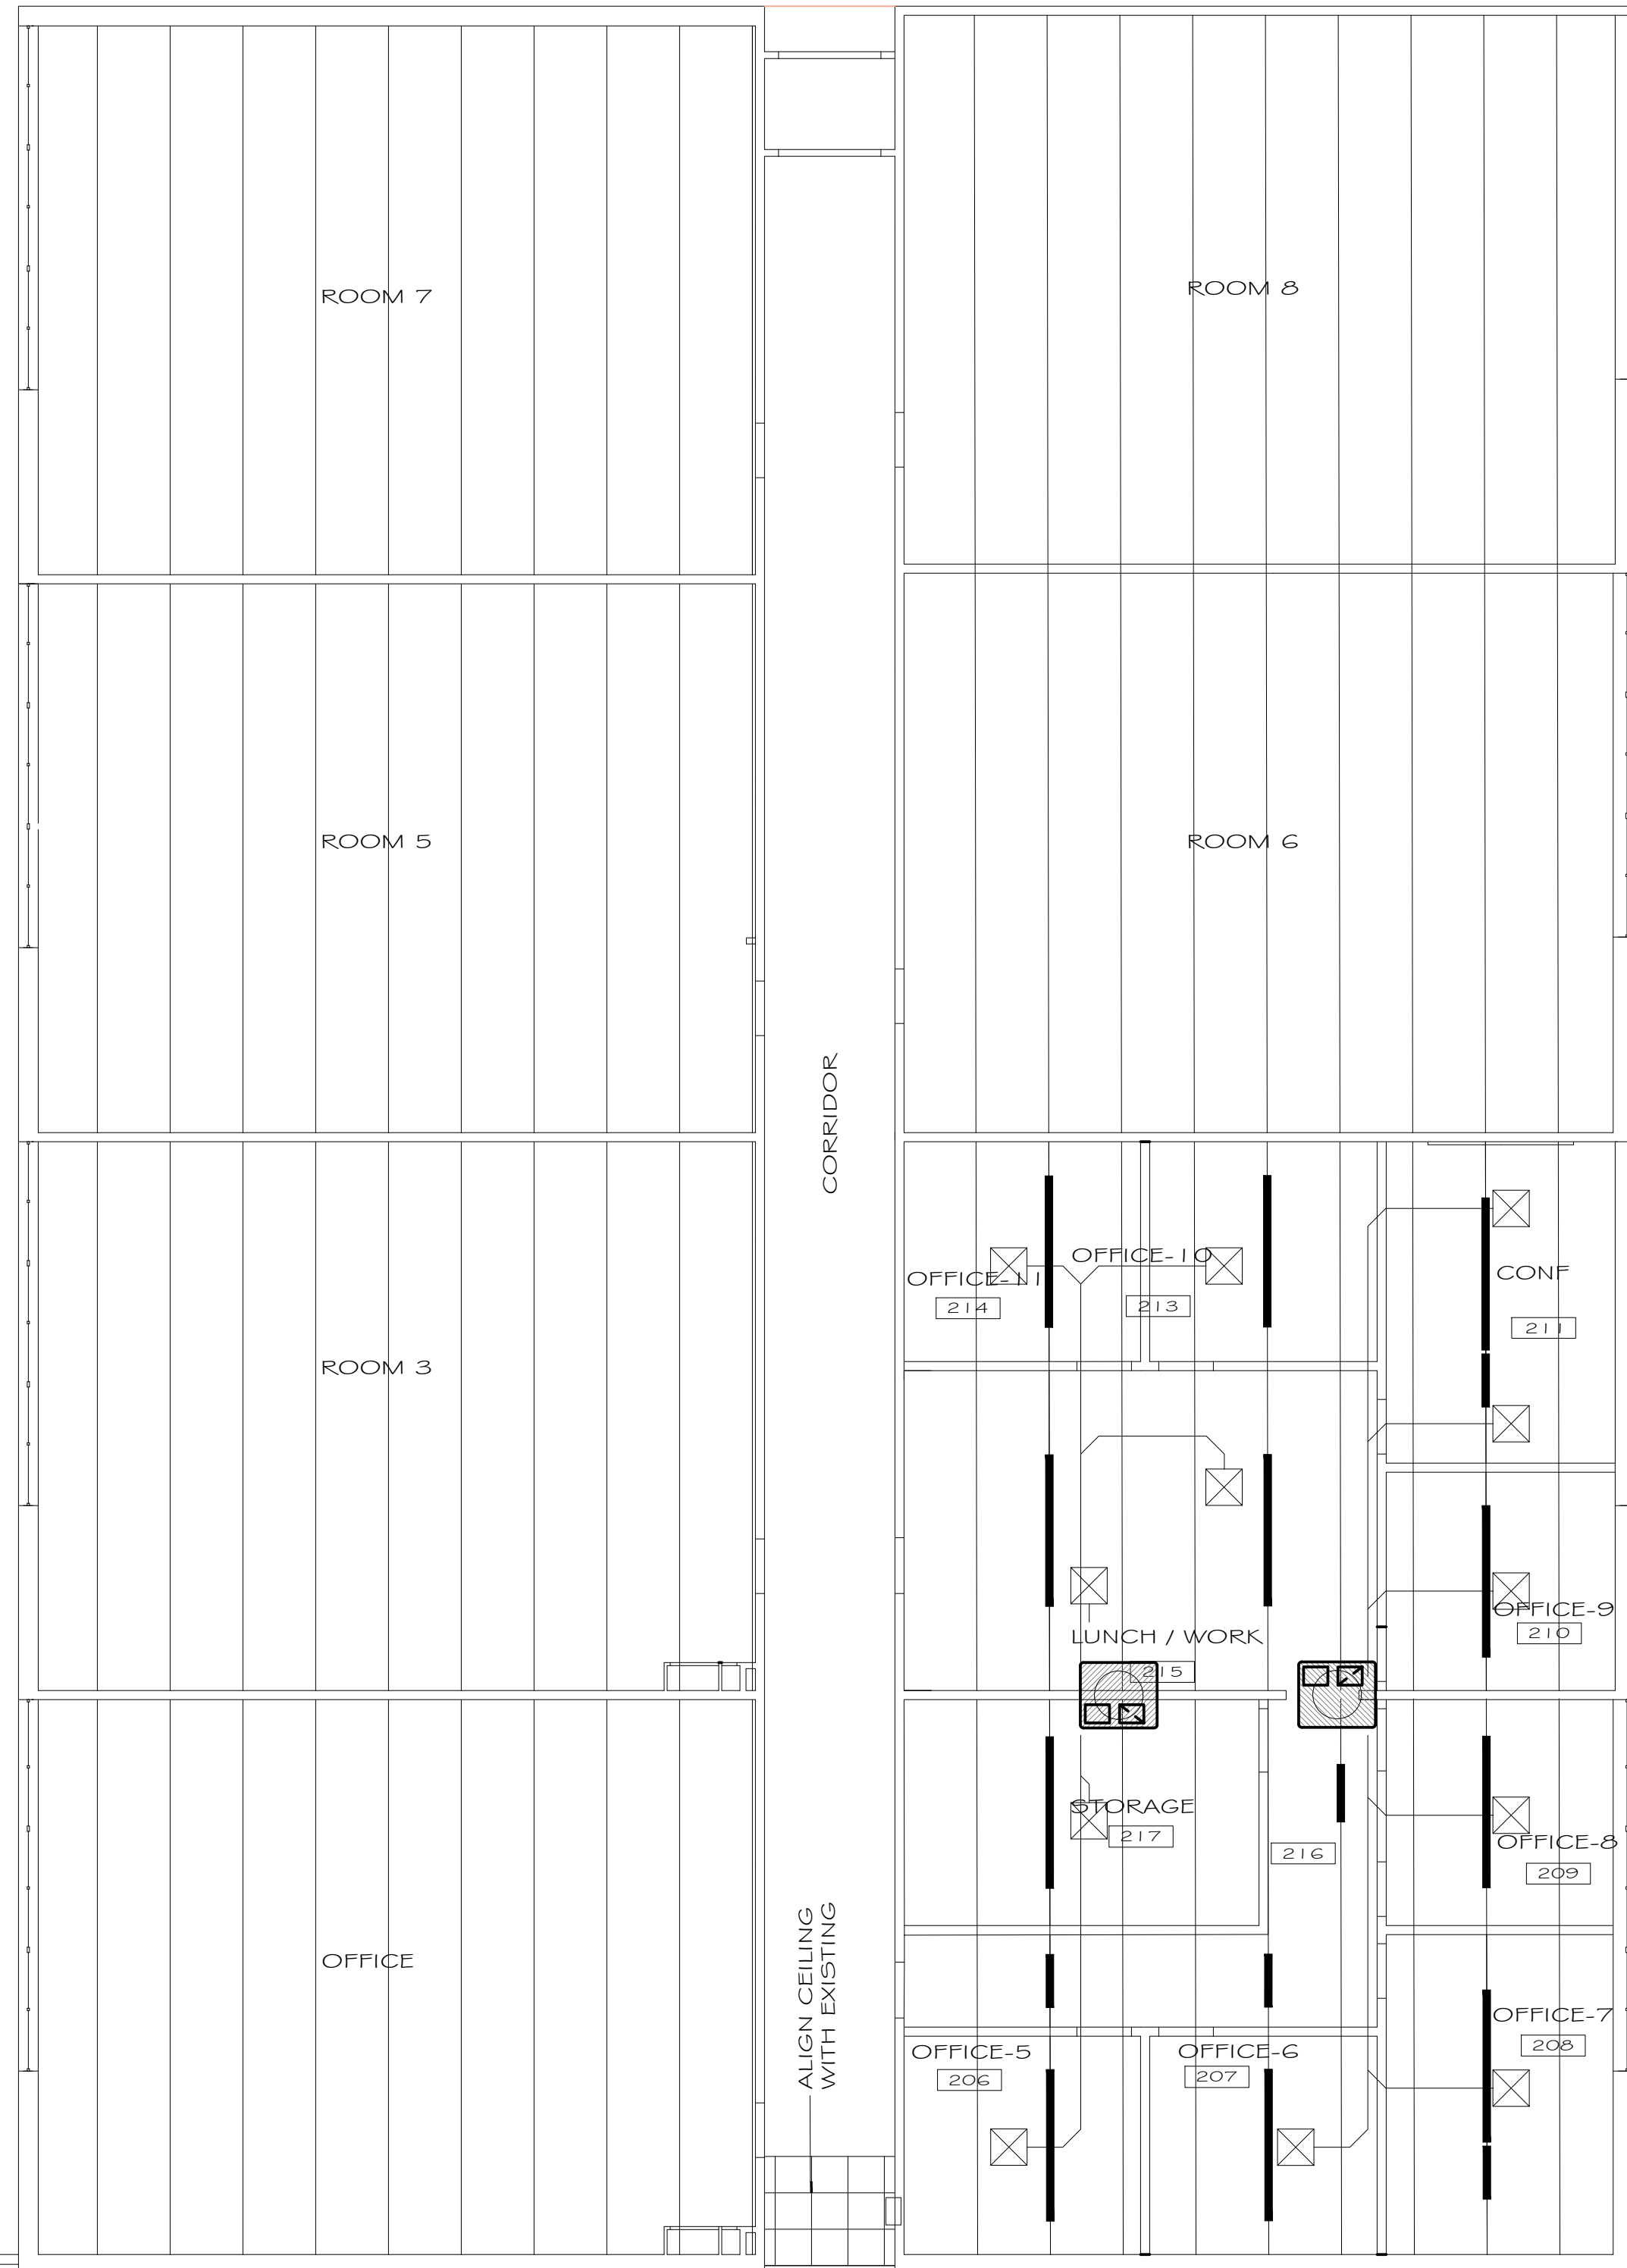 ROOM 7
ROOM 8
ROOM 5
ROOM 6
CORRIDOR
OFFICE-10
OFFICE-11
213
214
CONF
211
ROOM 3
OFFICE-9
210
LUNCH / WORK
215
STORAGE
217
216
OFFICE-8
209
OFFICE
ALIGN CEILING
WITH EXISTING
OFFICE-7
208
OFFICE-5
206
OFFICE-6
207